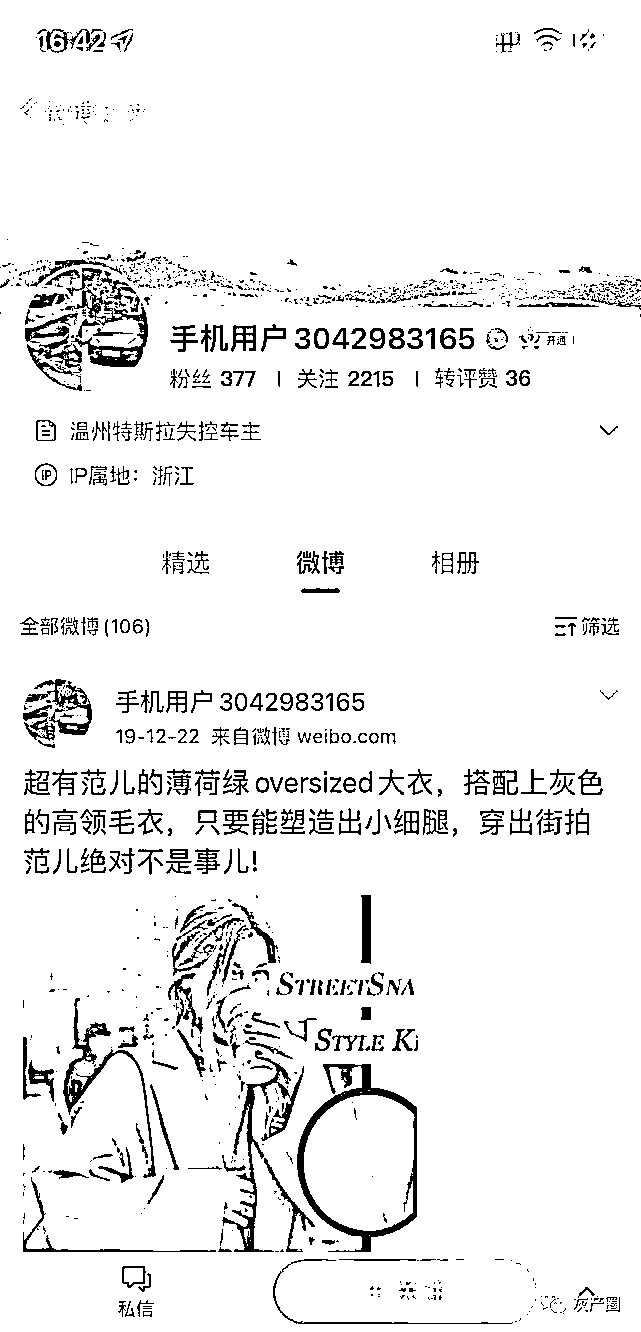 16:42
手机用户3042983165
开通
粉丝 377 | 关注 2215 | 转评赞 36
温州特斯拉失控车主
IP属地：浙江
精选 微博 相册
全部微博(106)
筛选
手机用户3042983165
19-12-22 来自微博 weibo.com
超有范儿的薄荷绿oversized大衣，搭配上灰色
的高领毛衣，只要能塑造出小细腿，穿出街拍
范儿绝对不是事儿!
STREETSNA
STYLE KI
私信
灰产圈